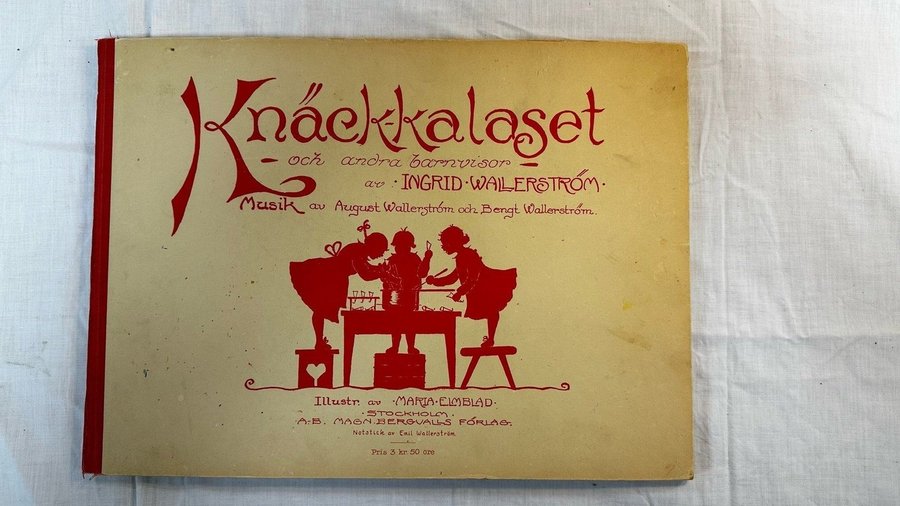 Knäckkalaset
och andra barnvisor
av · INGRID · WALLERSTRÖM ·
Musik av August Wallerström och Bengt Wallerström.
Illustr. av · MARIA · ELMBLAD ·
· STOCKHOLM ·
A.-B. MAGN. BERGVALLS FÖRLAG.
Notstick av Emil Wallerström.
Pris 3 kr. 50 öre